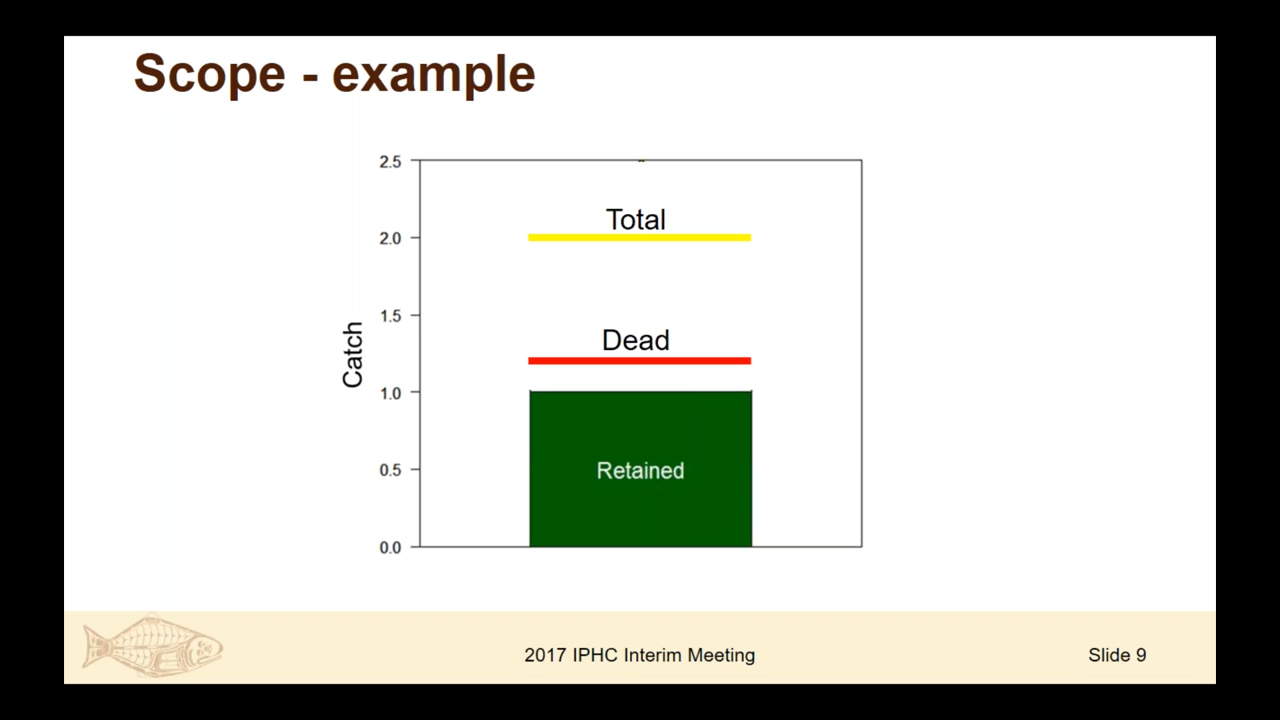 Scope - example
2.5
Total
2.0
1.5
Dead
Catch
1.0
Retained
0.5
0.0
2017 IPHC Interim Meeting
Slide 9